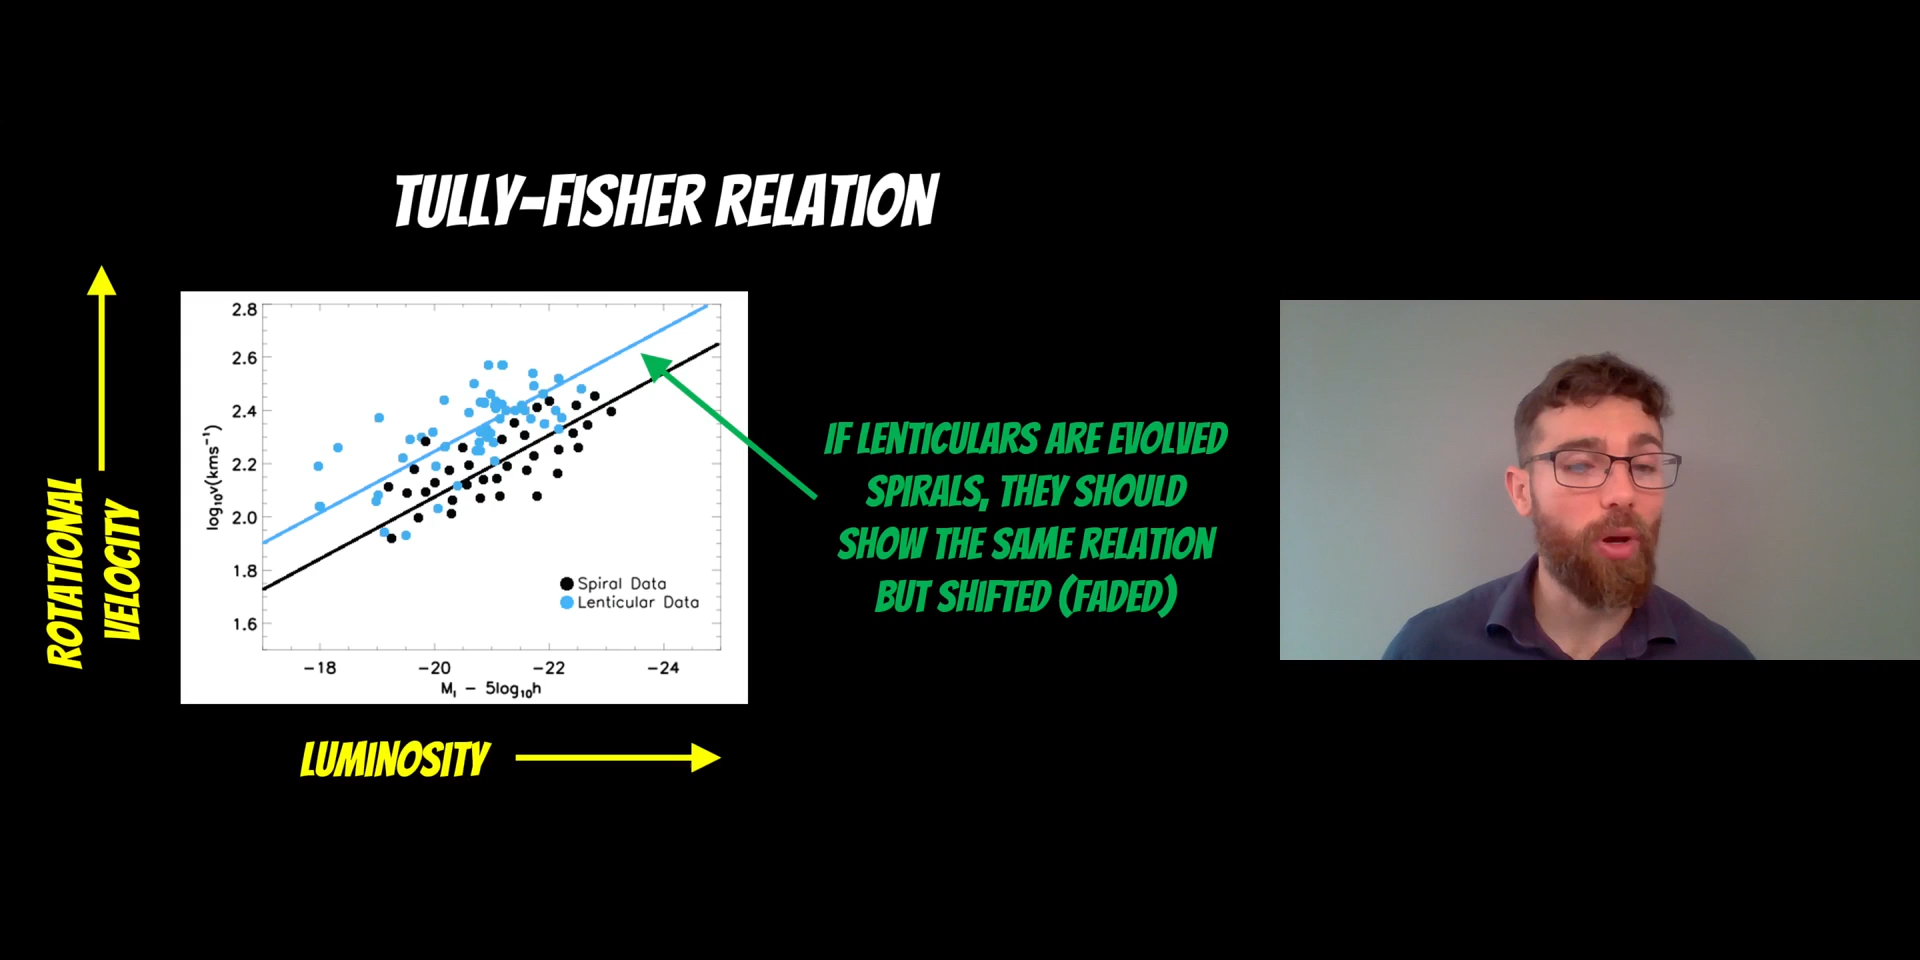 TULLY-FISHER RELATION
ROTATIONAL
VELOCITY
log₁₀v(kms⁻¹)
2.8
2.6
2.4
2.2
2.0
1.8
1.6
Spiral Data
Lenticular Data
−18 −20 −22 −24
M_I − 5log₁₀h
LUMINOSITY
IF LENTICULARS ARE EVOLVED
SPIRALS, THEY SHOULD
SHOW THE SAME RELATION
BUT SHIFTED (FADED)